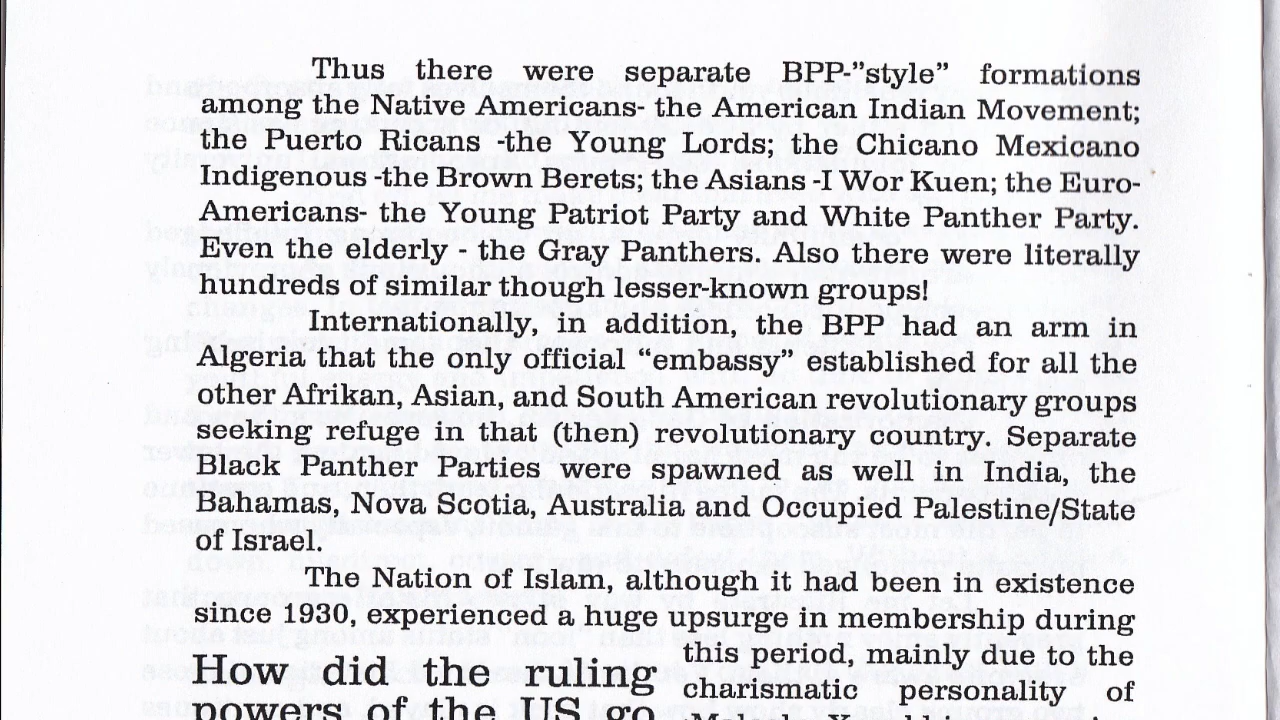 Thus there were separate BPP-”style” formations
among the Native Americans- the American Indian Movement;
the Puerto Ricans -the Young Lords; the Chicano Mexicano
Indigenous -the Brown Berets; the Asians -I Wor Kuen; the Euro-
Americans- the Young Patriot Party and White Panther Party.
Even the elderly - the Gray Panthers. Also there were literally
hundreds of similar though lesser-known groups!
Internationally, in addition, the BPP had an arm in
Algeria that the only official “embassy” established for all the
other Afrikan, Asian, and South American revolutionary groups
seeking refuge in that (then) revolutionary country. Separate
Black Panther Parties were spawned as well in India, the
Bahamas, Nova Scotia, Australia and Occupied Palestine/State
of Israel.
The Nation of Islam, although it had been in existence
since 1930, experienced a huge upsurge in membership during
this period, mainly due to the
charismatic personality of
How did the ruling
powers of the US go